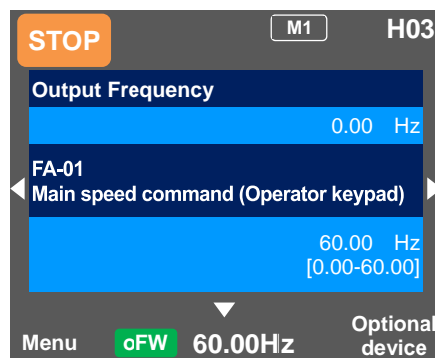 STOP M1 H03
Output Frequency
0.00 Hz
FA-01
Main speed command (Operator keypad)
60.00 Hz
[0.00-60.00]
Menu oFW 60.00Hz Optional
device